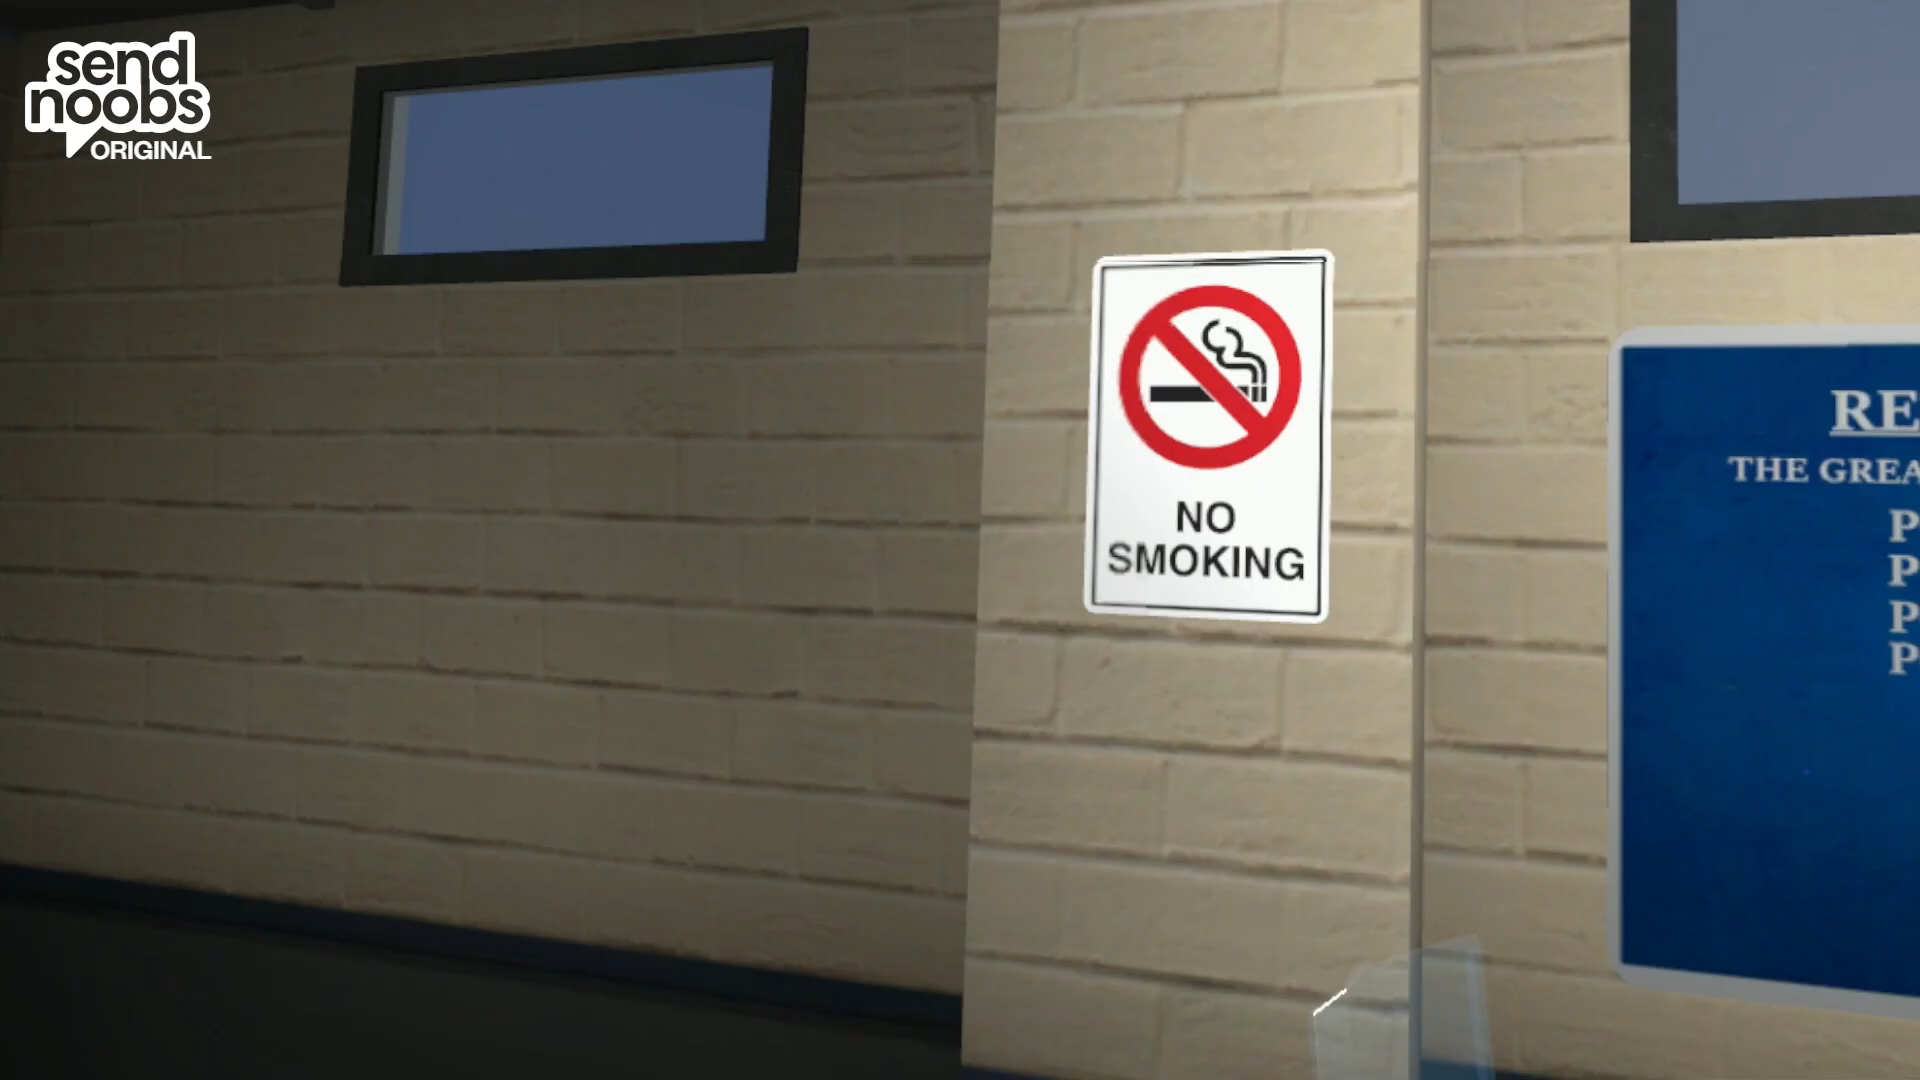 send
noobs
ORIGINAL
NO
SMOKING
RE
THE GREA
P
P
P
P